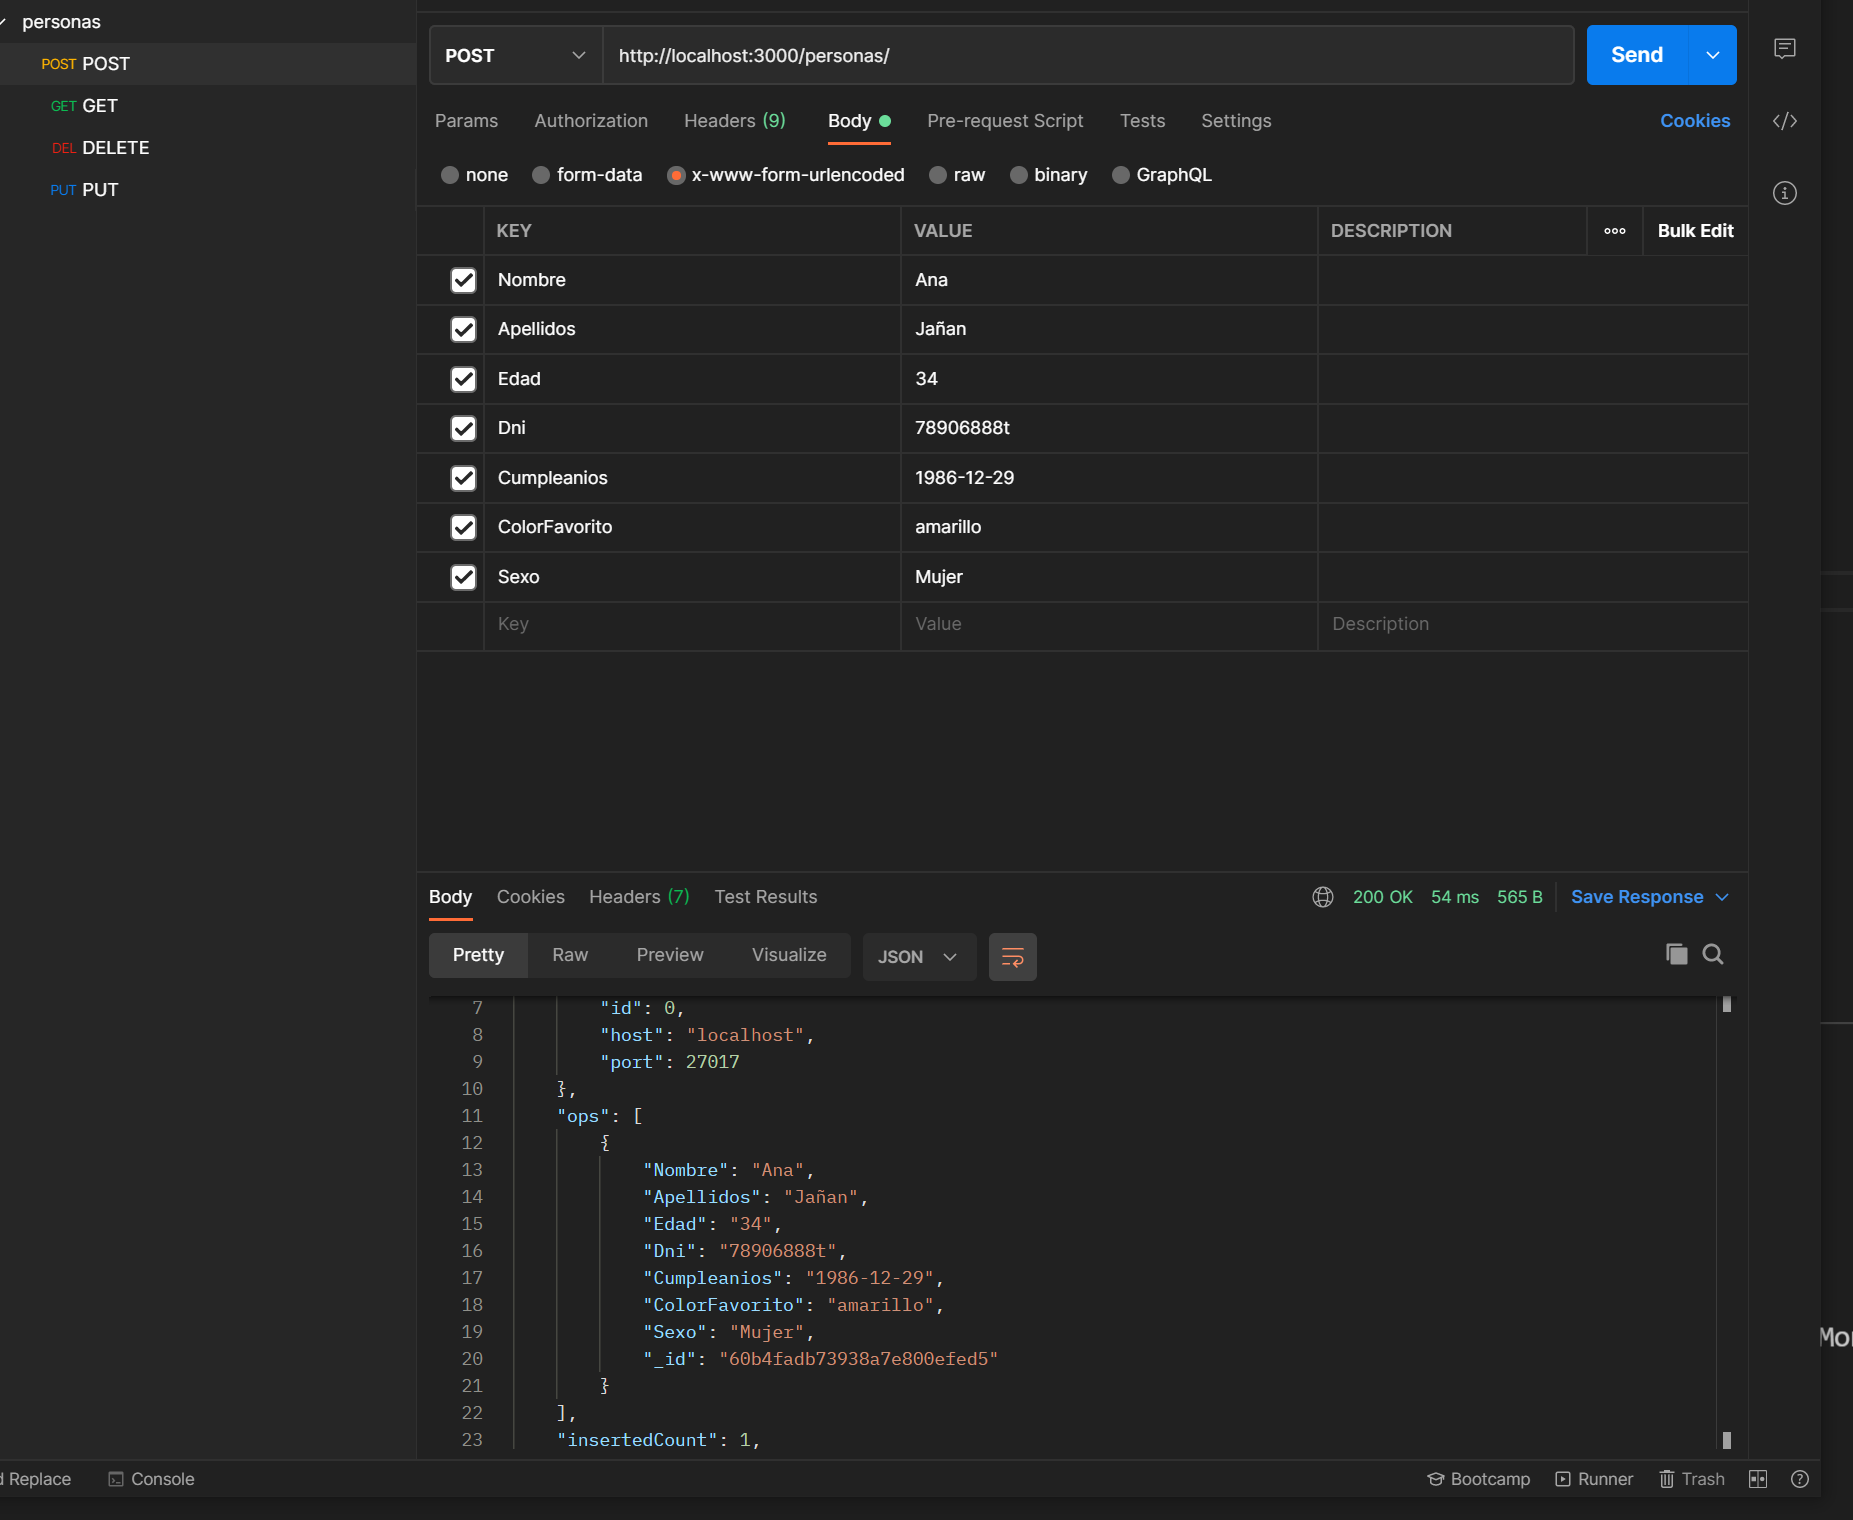 personas
POST POST
GET GET
DEL DELETE
PUT PUT
POST http://localhost:3000/personas/ Send
Params Authorization Headers (9) Body Pre-request Script Tests Settings Cookies
none form-data x-www-form-urlencoded raw binary GraphQL
KEY VALUE DESCRIPTION Bulk Edit
Nombre Ana
Apellidos Jañan
Edad 34
Dni 78906888t
Cumpleanios 1986-12-29
ColorFavorito amarillo
Sexo Mujer
Key Value Description
Body Cookies Headers (7) Test Results 200 OK 54 ms 565 B Save Response
Pretty Raw Preview Visualize JSON
7 "id": 0,
8 "host": "localhost",
9 "port": 27017
10 },
11 "ops": [
12 {
13 "Nombre": "Ana",
14 "Apellidos": "Jañan",
15 "Edad": "34",
16 "Dni": "78906888t",
17 "Cumpleanios": "1986-12-29",
18 "ColorFavorito": "amarillo",
19 "Sexo": "Mujer",
20 "_id": "60b4fadb73938a7e800efed5"
21 }
22 ],
23 "insertedCount": 1,
Replace Console Bootcamp Runner Trash